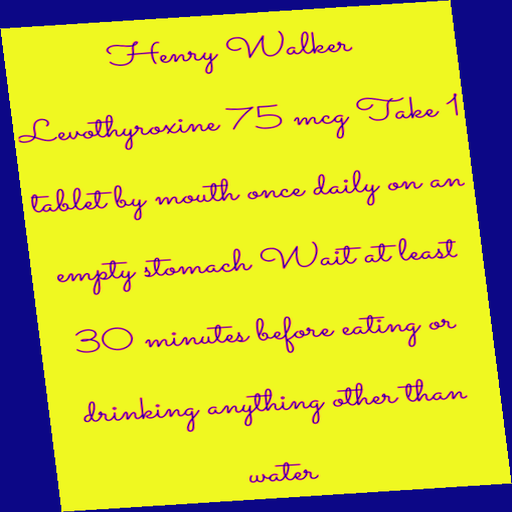 Henry Walker
Levothyroxine 75 mcg Take 1
tablet by mouth once daily on an
empty stomach Wait at least
30 minutes before eating or
drinking anything other than
water